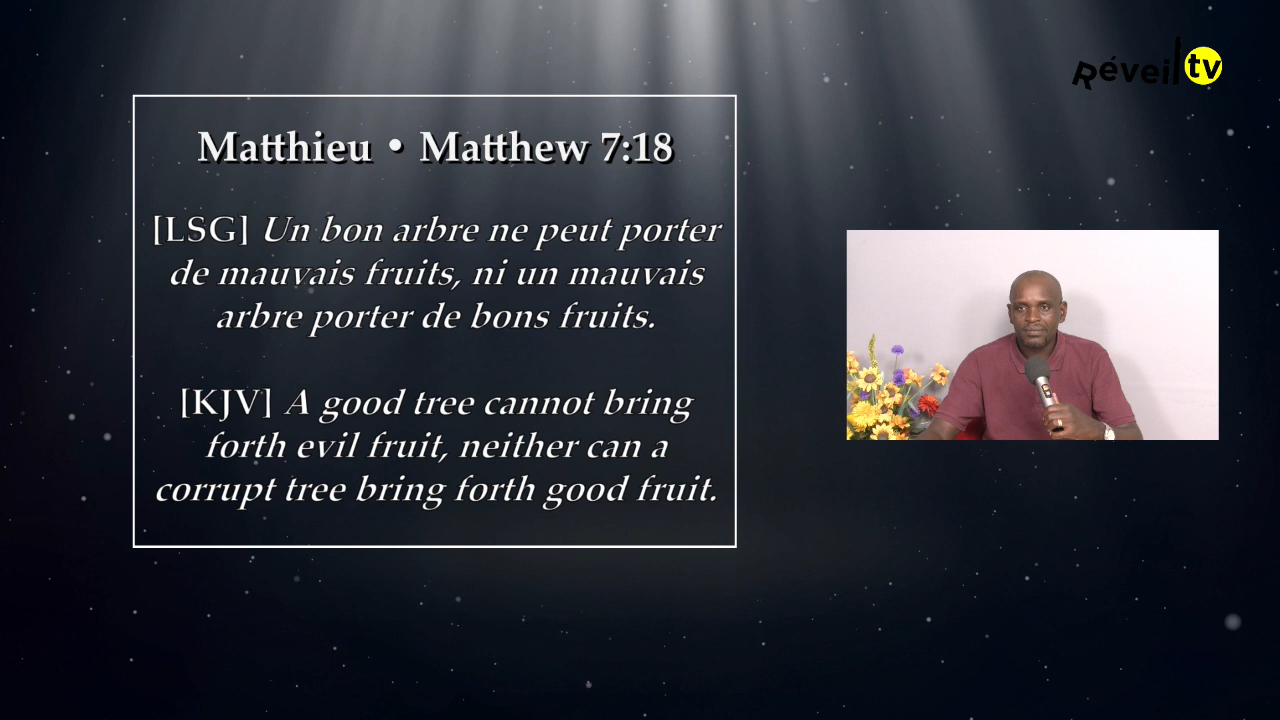 Réveil tv
Matthieu • Matthew 7:18
[LSG] Un bon arbre ne peut porter
de mauvais fruits, ni un mauvais
arbre porter de bons fruits.
[KJV] A good tree cannot bring
forth evil fruit, neither can a
corrupt tree bring forth good fruit.